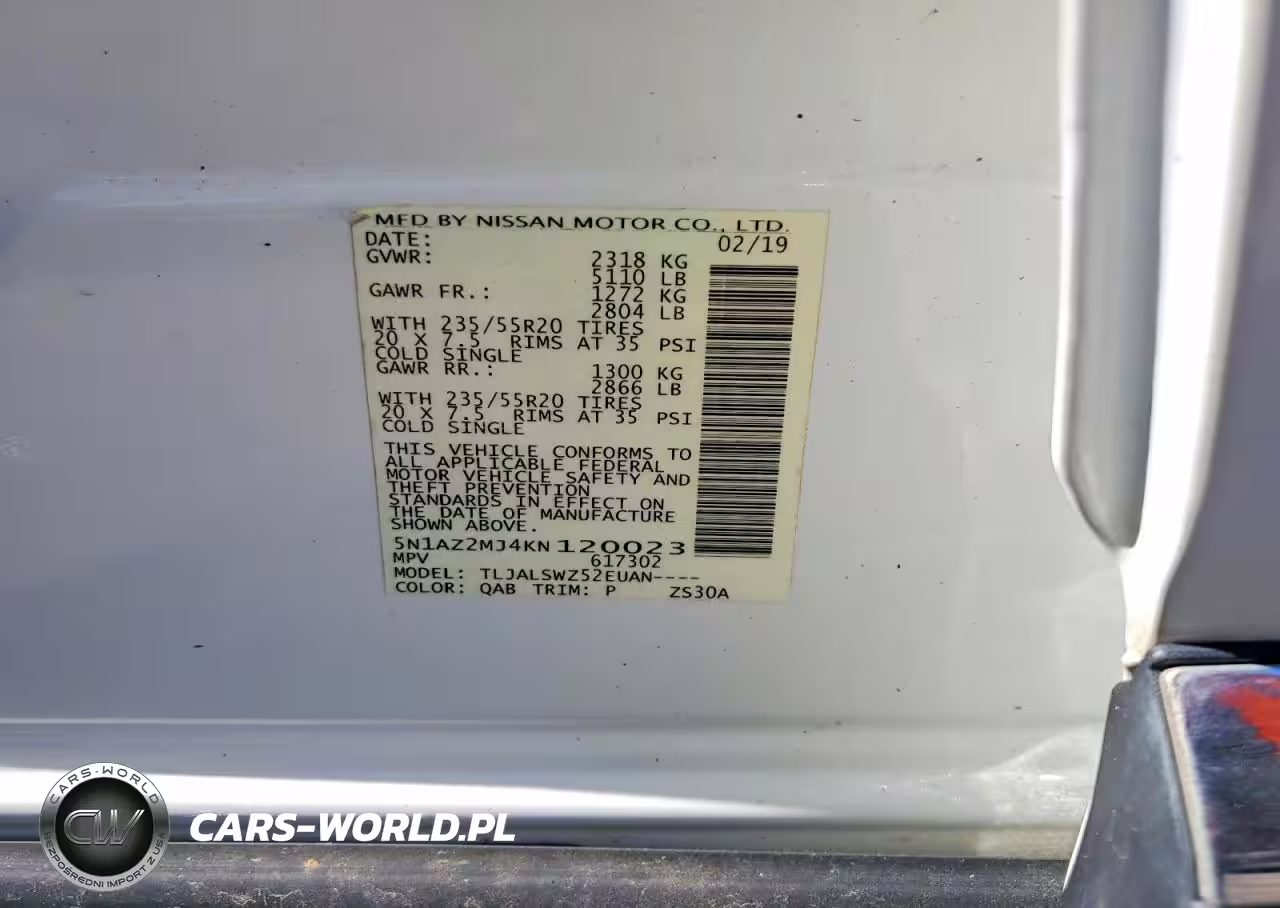 MFD BY NISSAN MOTOR CO., LTD.
DATE: 02/19
GVWR: 2318 KG
5110 LB
GAWR FR.: 1272 KG
2804 LB
WITH 235/55R20 TIRES
20 X 7.5 RIMS AT 35 PSI
COLD SINGLE
GAWR RR.: 1300 KG
2866 LB
WITH 235/55R20 TIRES
20 X 7.5 RIMS AT 35 PSI
COLD SINGLE
THIS VEHICLE CONFORMS TO
ALL APPLICABLE FEDERAL
MOTOR VEHICLE SAFETY AND
THEFT PREVENTION
STANDARDS IN EFFECT ON
THE DATE OF MANUFACTURE
SHOWN ABOVE.
5N1AZ2MJ4KN120023
MPV 617302
MODEL: TLJALSWZ52EUAN----
COLOR: QAB TRIM: P ZS30A
CARS-WORLD
CW
BEZPOŚREDNI IMPORT Z USA
CARS-WORLD.PL